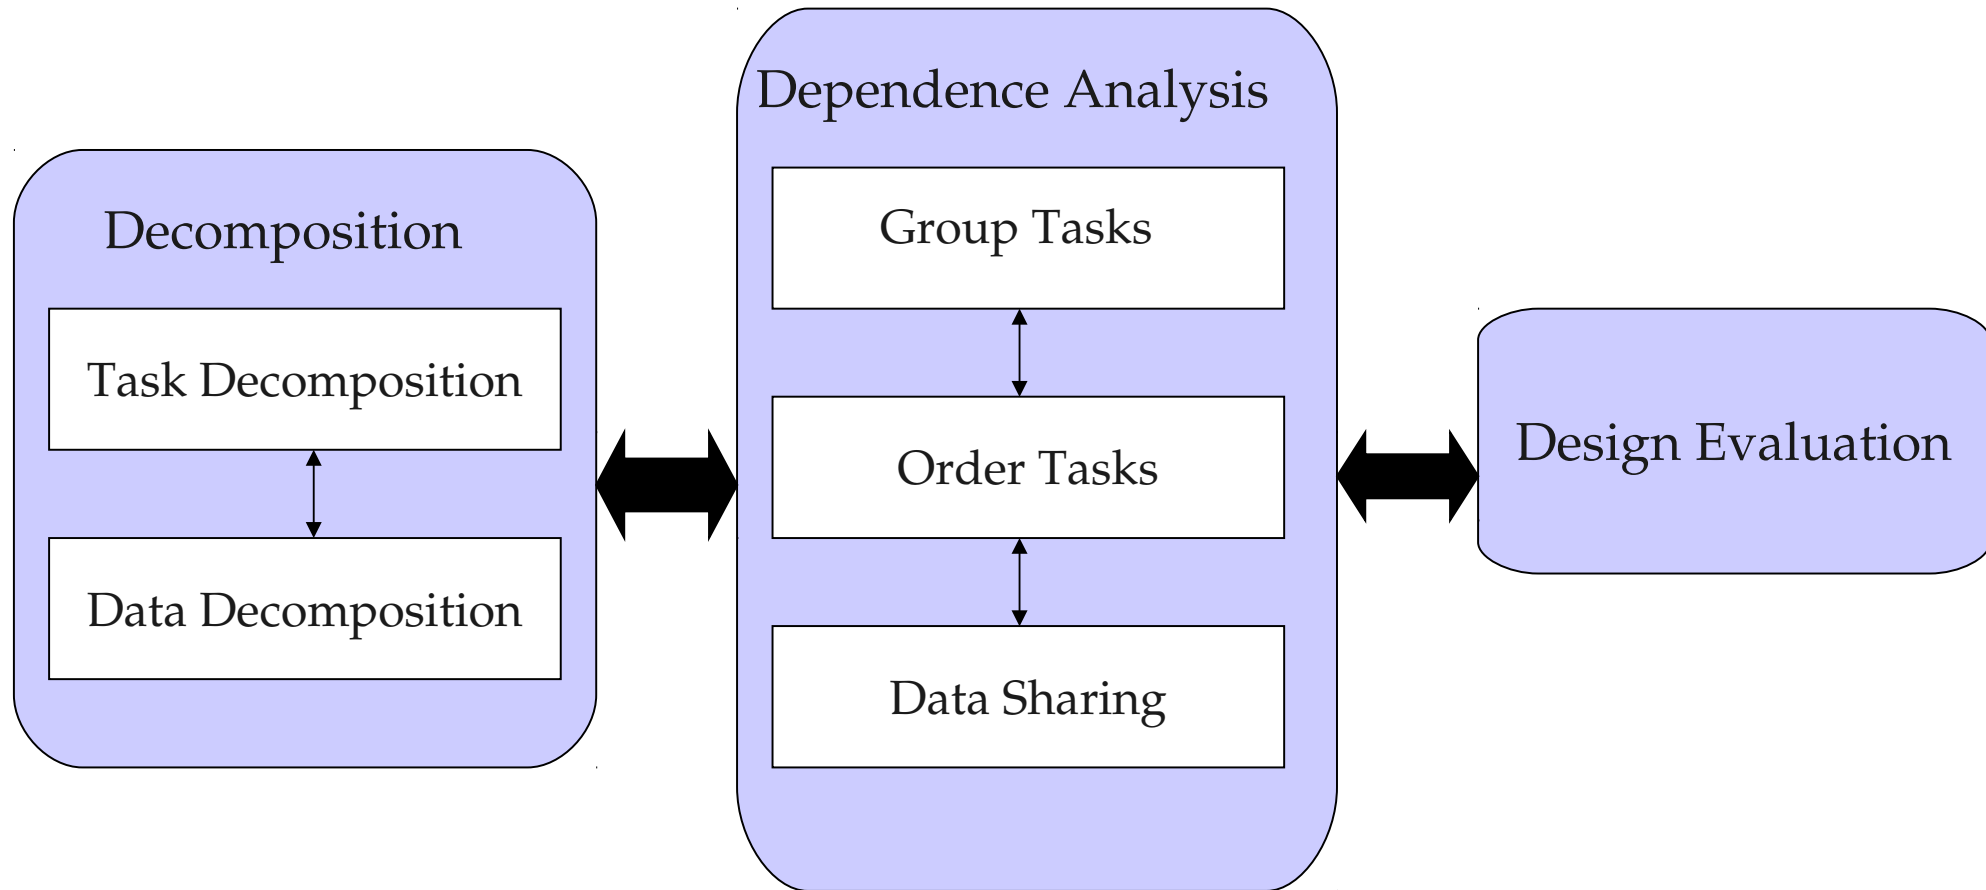 Decomposition
Task Decomposition
Data Decomposition
Dependence Analysis
Group Tasks
Order Tasks
Data Sharing
Design Evaluation